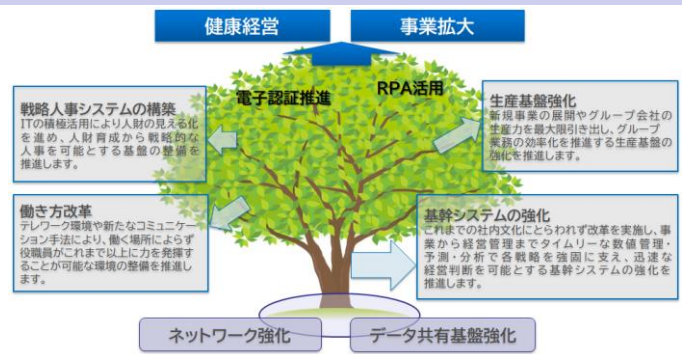 健康経営
事業拡大
電子認証推進
RPA活用
戦略人事システムの構築
ITの積極活用により人財の見える化
を進め、人財育成から戦略的な
人事を可能とする基盤の整備を
推進します。
生産基盤強化
新規事業の展開やグループ会社の
生産力を最大限引き出し、グループ
業務の効率化を推進する生産基盤の
強化を推進します。
働き方改革
テレワーク環境や新たなコミュニケー
ション手法により、働く場所によらず
役職員がこれまで以上に力を発揮す
ることが可能な環境の整備を推進しま
す。
基幹システムの強化
これまでの社内文化にとらわれず改革を実施し、事
業から経営管理までタイムリーな数値管理・
予測・分析で各戦略を強固に支え、迅速な
経営判断を可能とする基幹システムの強化を
推進します。
ネットワーク強化
データ共有基盤強化